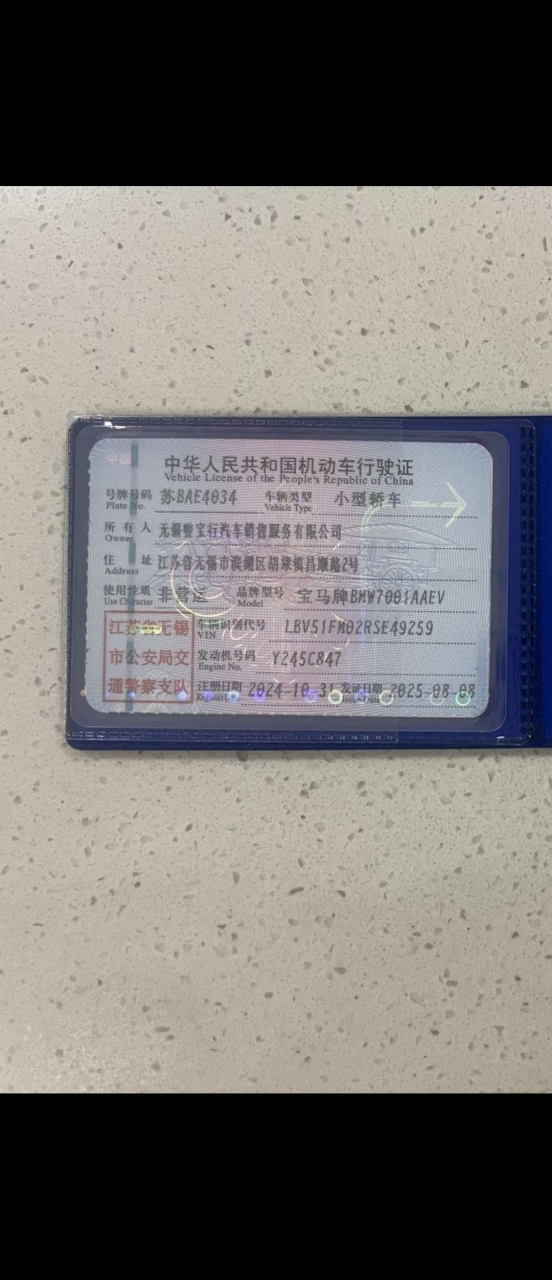 中国
中华人民共和国机动车行驶证
Vehicle License of the People's Republic of China
号牌号码 苏BAE4034 车辆类型 小型轿车
Plate No. Vehicle Type
所有人 无锡骏宝行汽车销售服务有限公司
Owner
住址 江苏省无锡市滨湖区胡埭镇昌顺路2号
Address
使用性质 非营运 品牌型号 宝马牌BMW7001AAEV
Use Character Model
江苏省无锡 车辆识别代号 LBV51FM02RSE49259
VIN
市公安局交 发动机号码 Y245C847
Engine No.
通警察支队 注册日期 2024-10-31 发证日期 2025-08-08
Register Date Issue Date